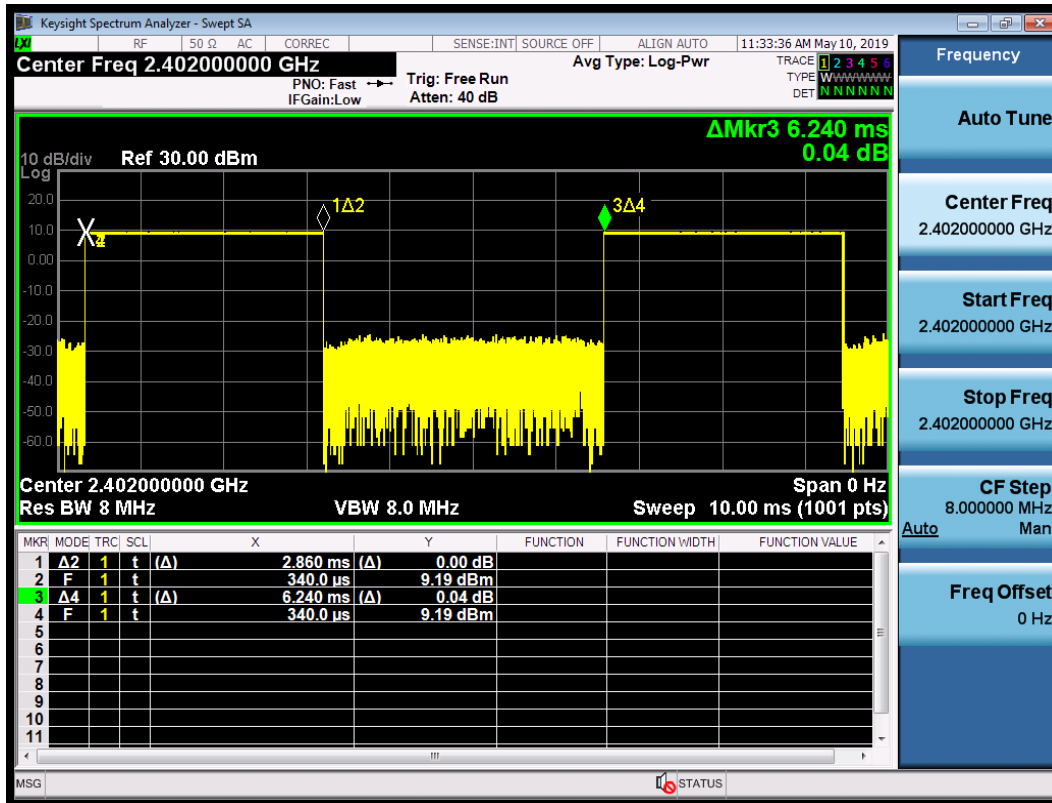 Keysight Spectrum Analyzer - Swept SA
LXI RF 50 Ω AC CORREC SENSE:INT SOURCE OFF ALIGN AUTO 11:33:36 AM May 10, 2019
Center Freq 2.402000000 GHz
PNO: Fast
IFGain:Low
Trig: Free Run
Atten: 40 dB
Avg Type: Log-Pwr
TRACE 1 2 3 4 5 6
TYPE WWWWWW
DET N N N N N N
ΔMkr3 6.240 ms
0.04 dB
10 dB/div Ref 30.00 dBm
Log
20.0
10.0
0.00
-10.0
-20.0
-30.0
-40.0
-50.0
-60.0
1Δ2
3Δ4
Center 2.402000000 GHz Span 0 Hz
Res BW 8 MHz VBW 8.0 MHz Sweep 10.00 ms (1001 pts)
MKR MODE TRC SCL X Y FUNCTION FUNCTION WIDTH FUNCTION VALUE
1 Δ2 1 t (Δ) 2.860 ms (Δ) 0.00 dB
2 F 1 t 340.0 µs 9.19 dBm
3 Δ4 1 t (Δ) 6.240 ms (Δ) 0.04 dB
4 F 1 t 340.0 µs 9.19 dBm
5
6
7
8
9
10
11
MSG STATUS
Frequency
Auto Tune
Center Freq
2.402000000 GHz
Start Freq
2.402000000 GHz
Stop Freq
2.402000000 GHz
CF Step
8.000000 MHz
Auto Man
Freq Offset
0 Hz